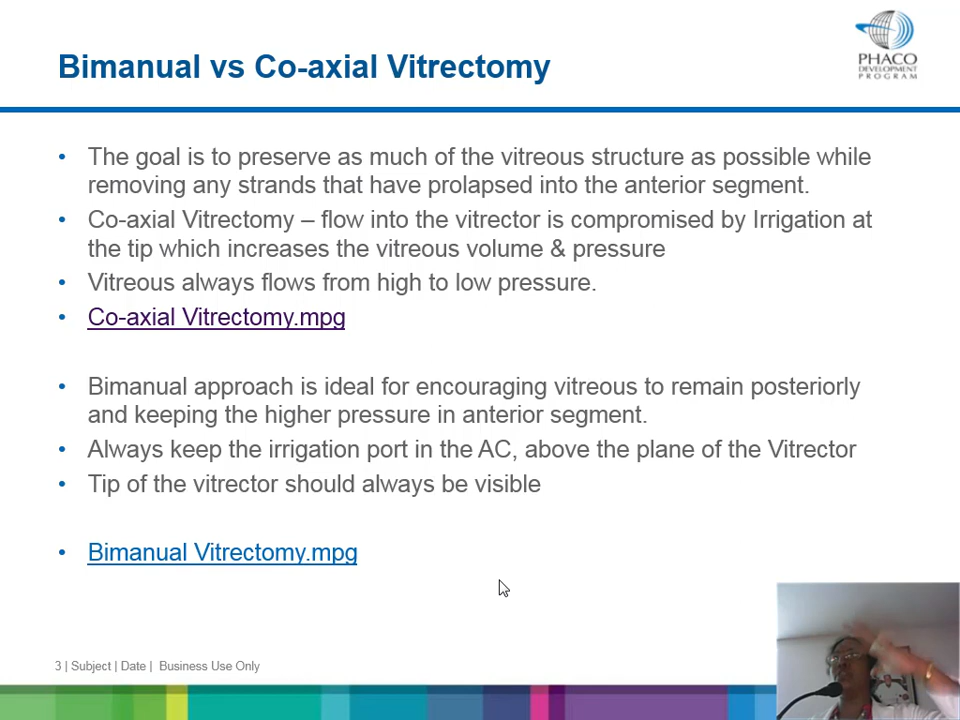 PHACO
DEVELOPMENT
PROGRAM
Bimanual vs Co-axial Vitrectomy
• The goal is to preserve as much of the vitreous structure as possible while
removing any strands that have prolapsed into the anterior segment.
• Co-axial Vitrectomy – flow into the vitrector is compromised by Irrigation at
the tip which increases the vitreous volume & pressure
• Vitreous always flows from high to low pressure.
• Co-axial Vitrectomy.mpg
• Bimanual approach is ideal for encouraging vitreous to remain posteriorly
and keeping the higher pressure in anterior segment.
• Always keep the irrigation port in the AC, above the plane of the Vitrector
• Tip of the vitrector should always be visible
• Bimanual Vitrectomy.mpg
3 | Subject | Date | Business Use Only